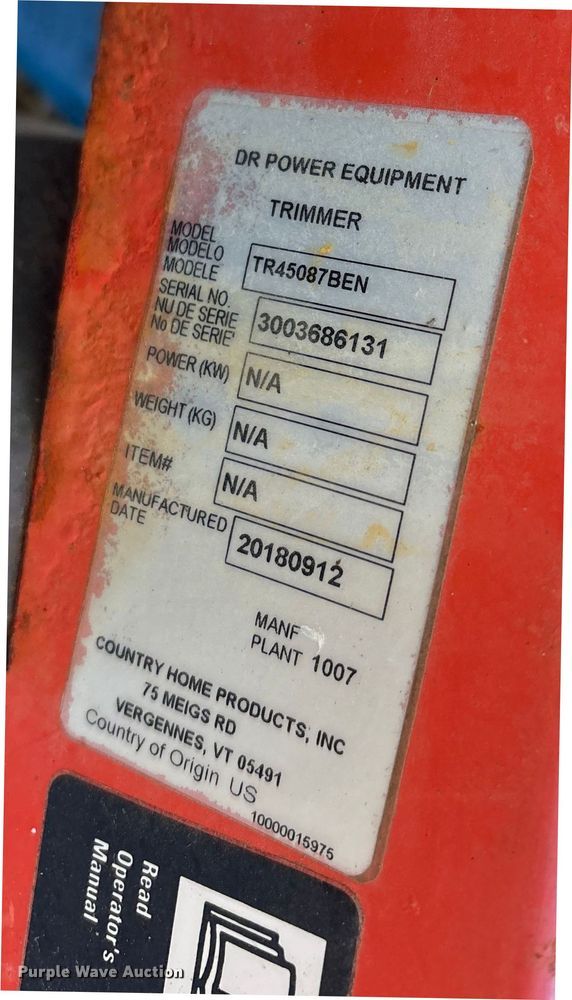 DR POWER EQUIPMENT
TRIMMER
MODEL
MODELO
MODELE
TR45087BEN
SERIAL NO.
NU DE SERIE
No DE SERIE
3003686131
POWER (KW)
N/A
WEIGHT (KG)
N/A
ITEM#
N/A
MANUFACTURED
DATE
20180912
MANF
PLANT 1007
COUNTRY HOME PRODUCTS, INC
75 MEIGS RD
VERGENNES, VT 05491
Country of Origin US
10000015975
Read
Operator's
Manual
Purple Wave Auction